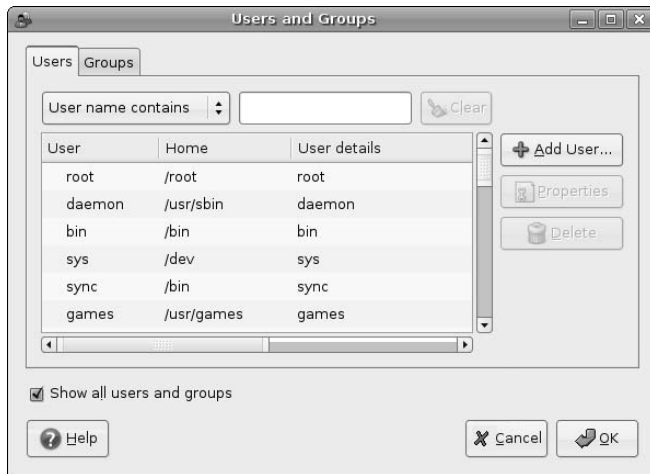 Users and Groups
Users Groups
User name contains Clear
User Home User details
root /root root
daemon /usr/sbin daemon
bin /bin bin
sys /dev sys
sync /bin sync
games /usr/games games
Add User...
Properties
Delete
Show all users and groups
Help Cancel OK